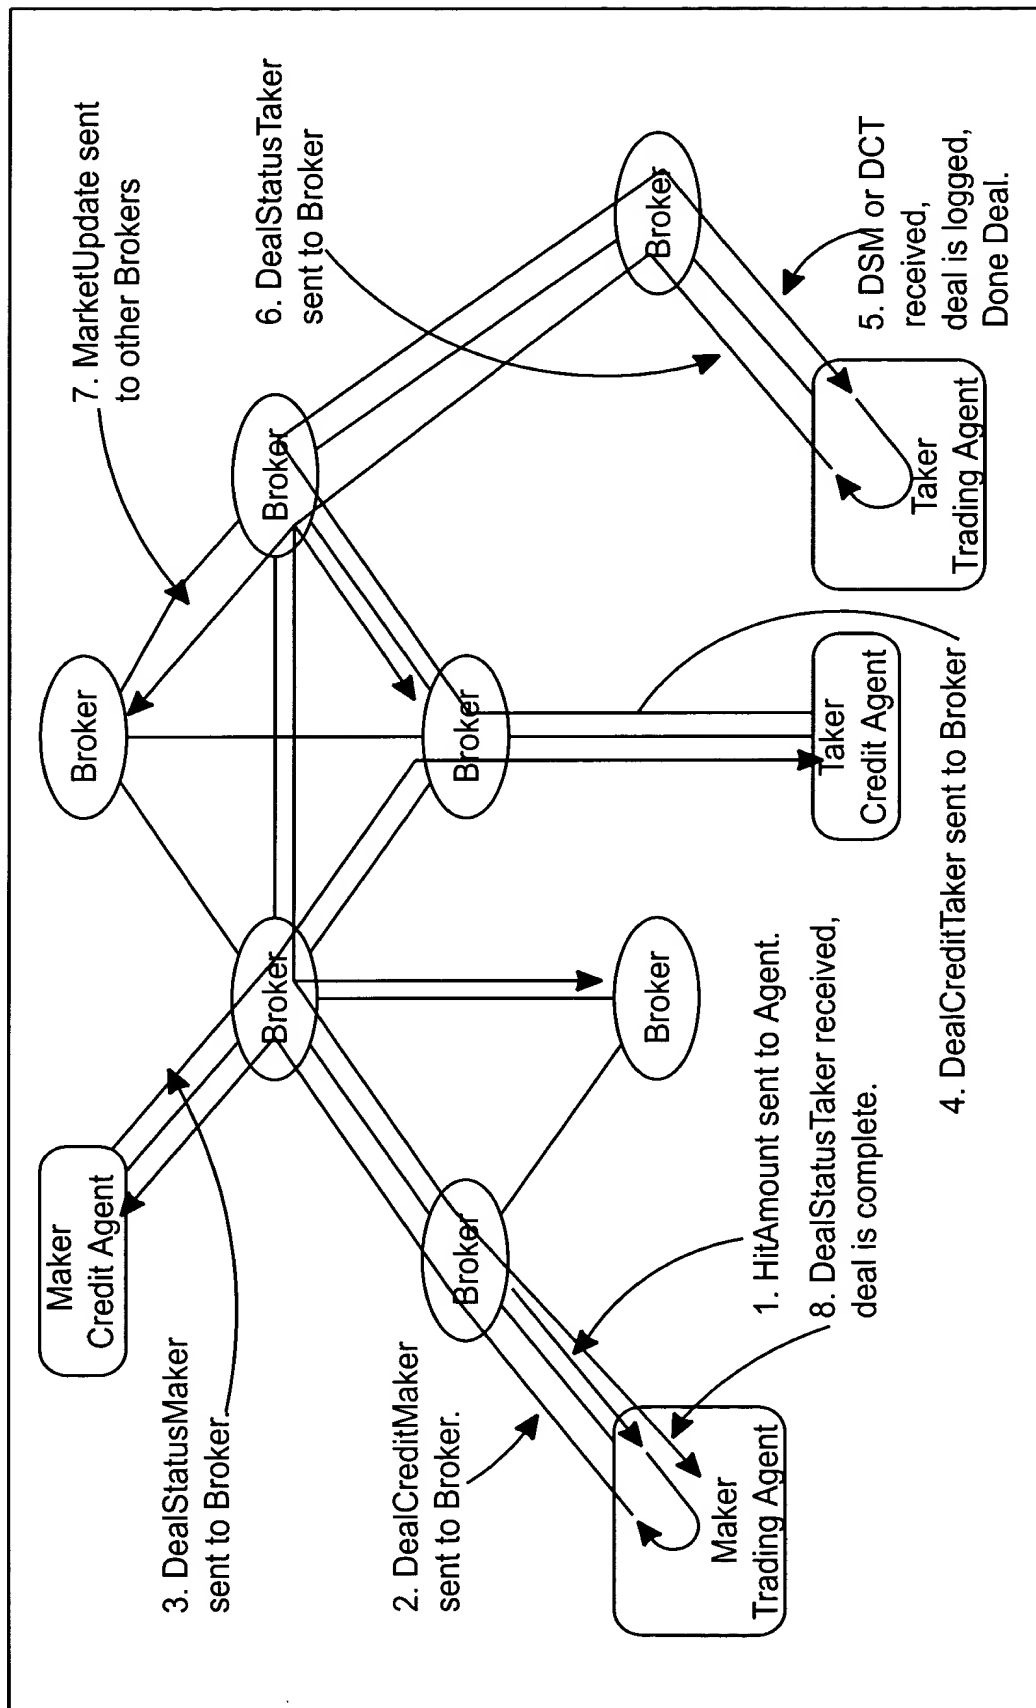 3. DealStatusMaker
sent to Broker.
Maker
Credit Agent
Broker
7. MarketUpdate sent
to other Brokers
2. DealCreditMaker
sent to Broker.
Broker
Broker
6. DealStatusTaker
sent to Broker
Broker
Broker
Maker
Trading Agent
Broker
Broker
1. HitAmount sent to Agent.
8. DealStatusTaker received,
deal is complete.
Taker
Credit Agent
Taker
Trading Agent
5. DSM or DCT
received,
deal is logged,
Done Deal.
4. DealCreditTaker sent to Broker